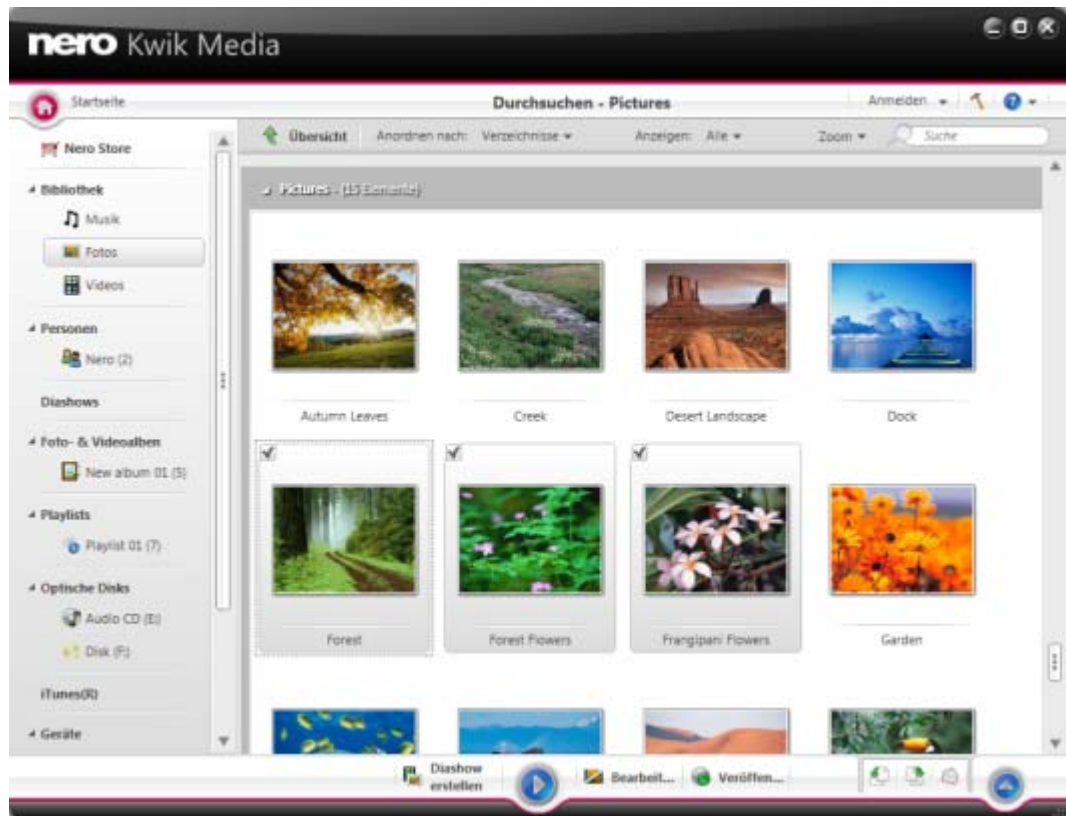 nero Kwik Media
Startseite
Durchsuchen - Pictures
Anmelden
Übersicht
Anordnen nach: Verzeichnisse
Anzeigen: Alle
Zoom
Suche
Nero Store
Bibliothek
Musik
Fotos
Videos
Personen
Nero (2)
Diashows
Foto- & Videoalben
New album 01 (5)
Playlists
Playlist 01 (7)
Optische Disks
Audio CD (E:)
Disk (F:)
iTunes(R)
Geräte
Pictures - (15 Elemente)
Autumn Leaves
Creek
Desert Landscape
Dock
Forest
Forest Flowers
Frangipani Flowers
Garden
Diashow
erstellen
Bearbeit...
Veröffen...